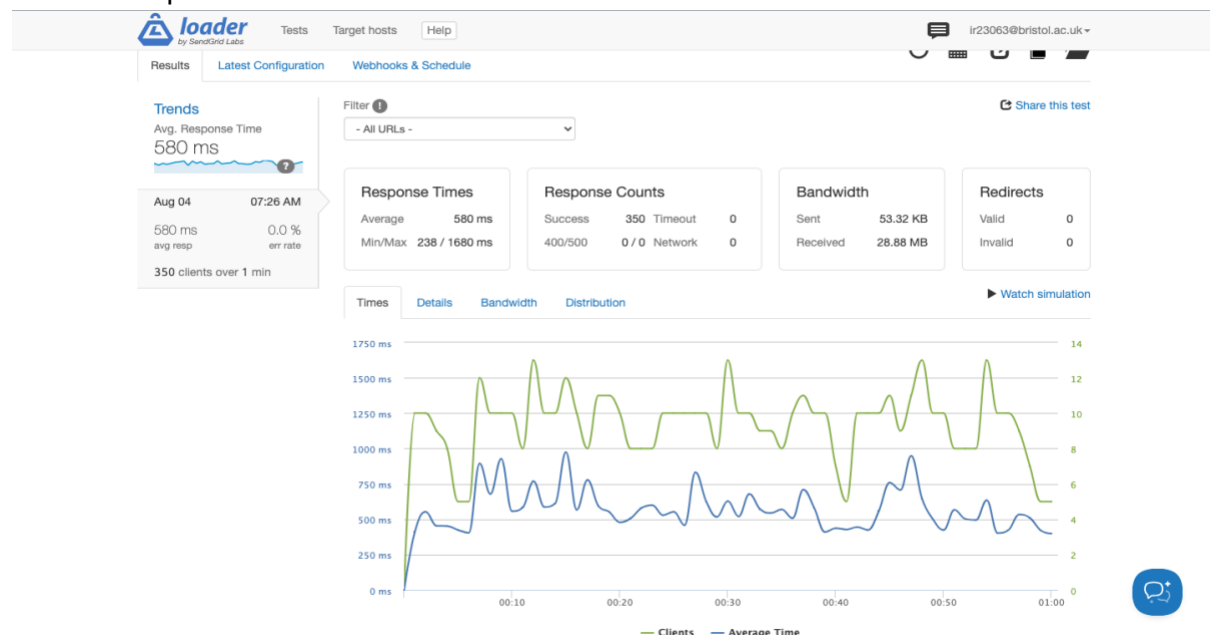 loader
by SendGrid Labs
Tests Target hosts Help
ir23063@bristol.ac.uk
Results Latest Configuration Webhooks & Schedule
Trends
Avg. Response Time
580 ms
?
Aug 04 07:26 AM
580 ms 0.0 %
avg resp err rate
350 clients over 1 min
Filter !
Share this test
- All URLs -
Response Times
Average 580 ms
Min/Max 238 / 1680 ms
Response Counts
Success 350 Timeout 0
400/500 0 / 0 Network 0
Bandwidth
Sent 53.32 KB
Received 28.88 MB
Redirects
Valid 0
Invalid 0
Watch simulation
Times Details Bandwidth Distribution
1750 ms 14
1500 ms 12
1250 ms 10
1000 ms 8
750 ms 6
500 ms 4
250 ms 2
0 ms 0
00:10 00:20 00:30 00:40 00:50 01:00
Clients Average Time